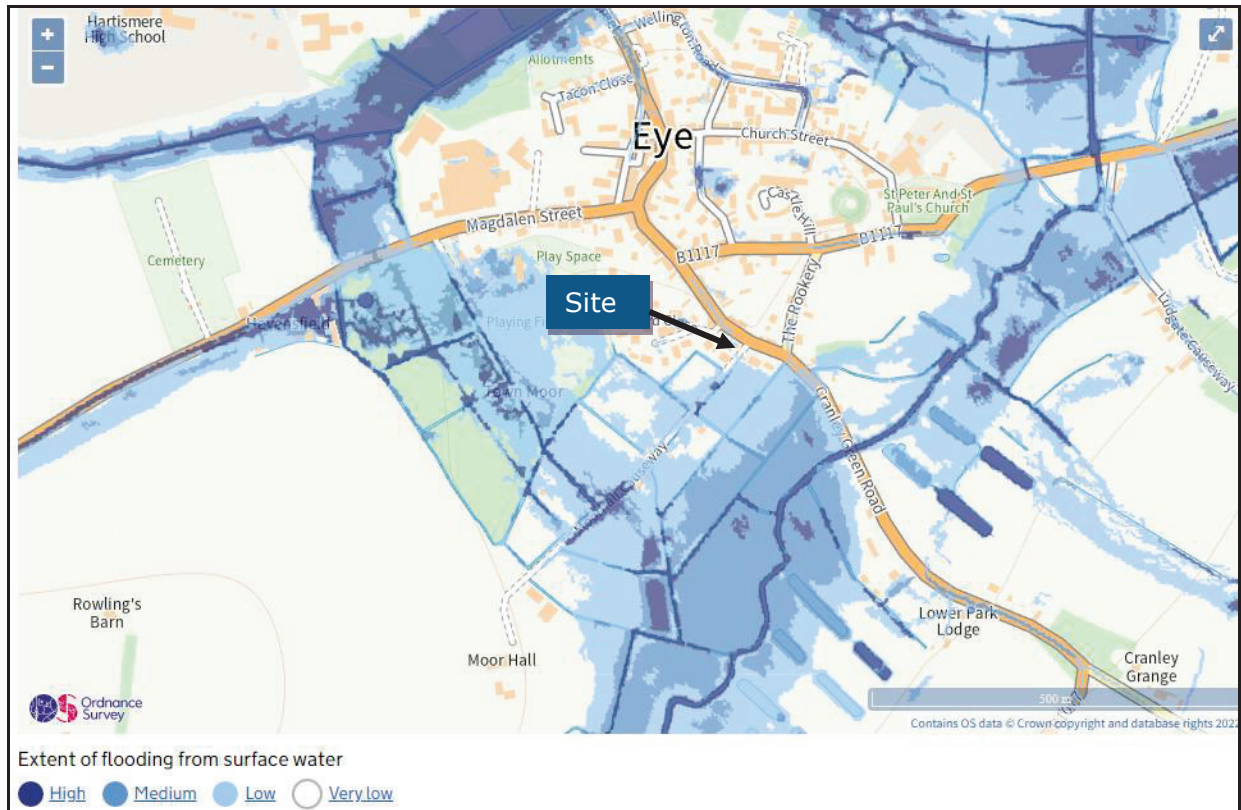 Hartismere
High School
Wellington Road
Allotments
Tacon Close
Eye
Church Street
Castle Hill
St Peter And St
Paul's Church
Magdalen Street
B1117
B1117
Cemetery
Play Space
Site
The Rookery
Havensfield
Ludgate Causeway
Town Moor
Cranley Green Road
Rowling's
Barn
Moor Hall
Lower Park
Lodge
Cranley
Grange
500 m
Ordnance
Survey
Contains OS data © Crown copyright and database rights 2022
Extent of flooding from surface water
High
Medium
Low
Very low